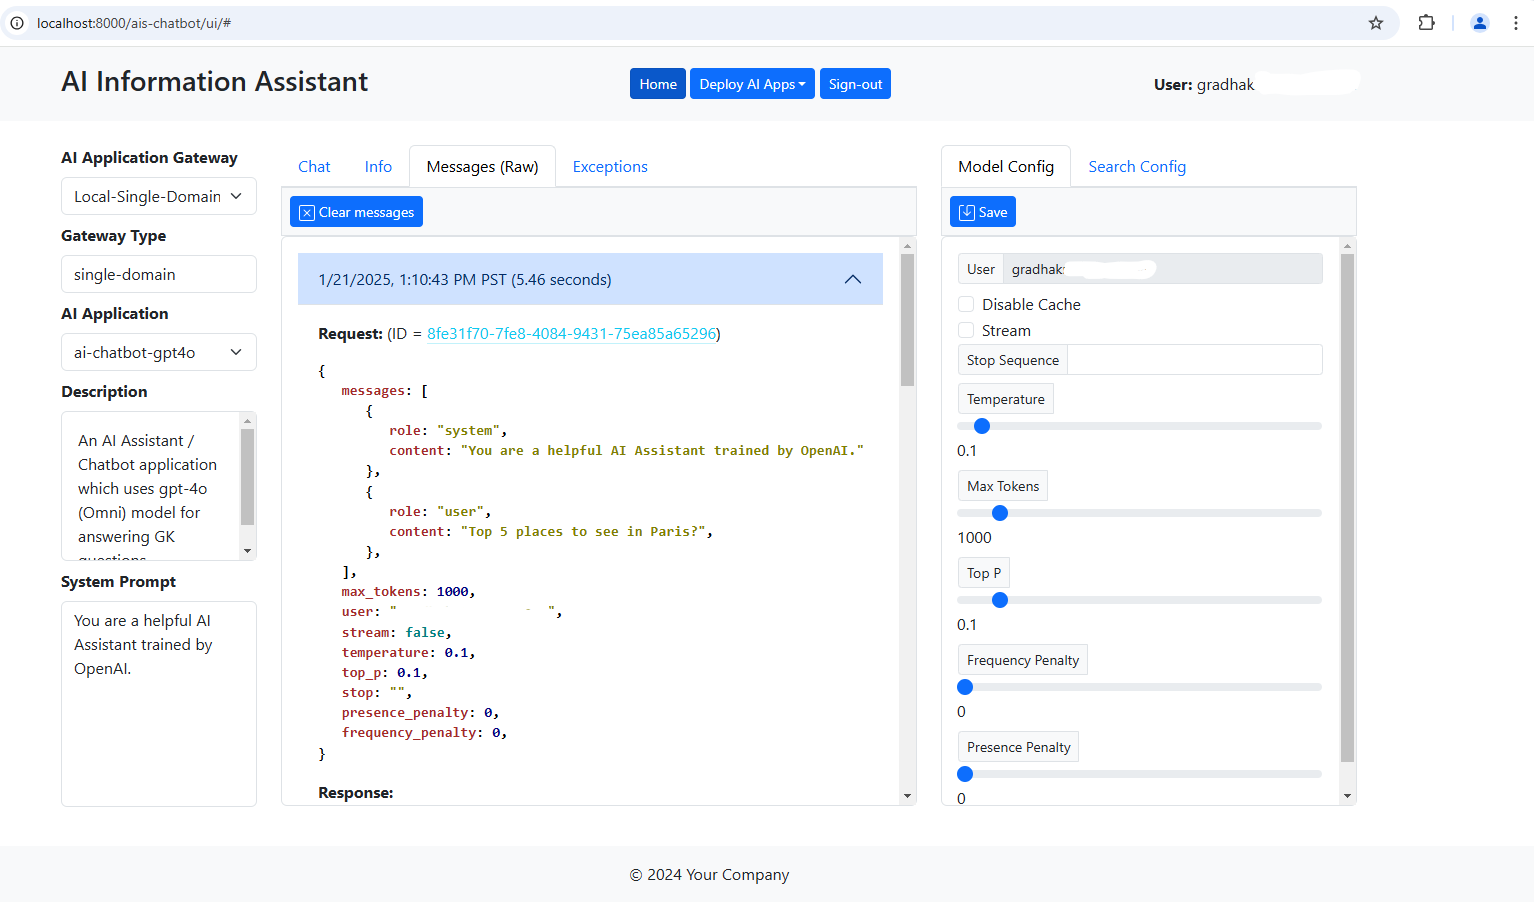 localhost:8000/ais-chatbot/ui/#
AI Information Assistant
Home
Deploy AI Apps
Sign-out
User: gradhak
AI Application Gateway
Local-Single-Domain
Gateway Type
single-domain
AI Application
ai-chatbot-gpt4o
Description
An AI Assistant /
Chatbot application
which uses gpt-4o
(Omni) model for
answering GK
questions
System Prompt
You are a helpful AI
Assistant trained by
OpenAI.
Chat
Info
Messages (Raw)
Exceptions
Clear messages
1/21/2025, 1:10:43 PM PST (5.46 seconds)
Request: (ID = 8fe31f70-7fe8-4084-9431-75ea85a65296)
{
messages: [
{
role: "system",
content: "You are a helpful AI Assistant trained by OpenAI."
},
{
role: "user",
content: "Top 5 places to see in Paris?",
},
],
max_tokens: 1000,
user: " - ",
stream: false,
temperature: 0.1,
top_p: 0.1,
stop: "",
presence_penalty: 0,
frequency_penalty: 0,
}
Response:
Model Config
Search Config
Save
User gradhak
Disable Cache
Stream
Stop Sequence
Temperature
0.1
Max Tokens
1000
Top P
0.1
Frequency Penalty
0
Presence Penalty
0
© 2024 Your Company